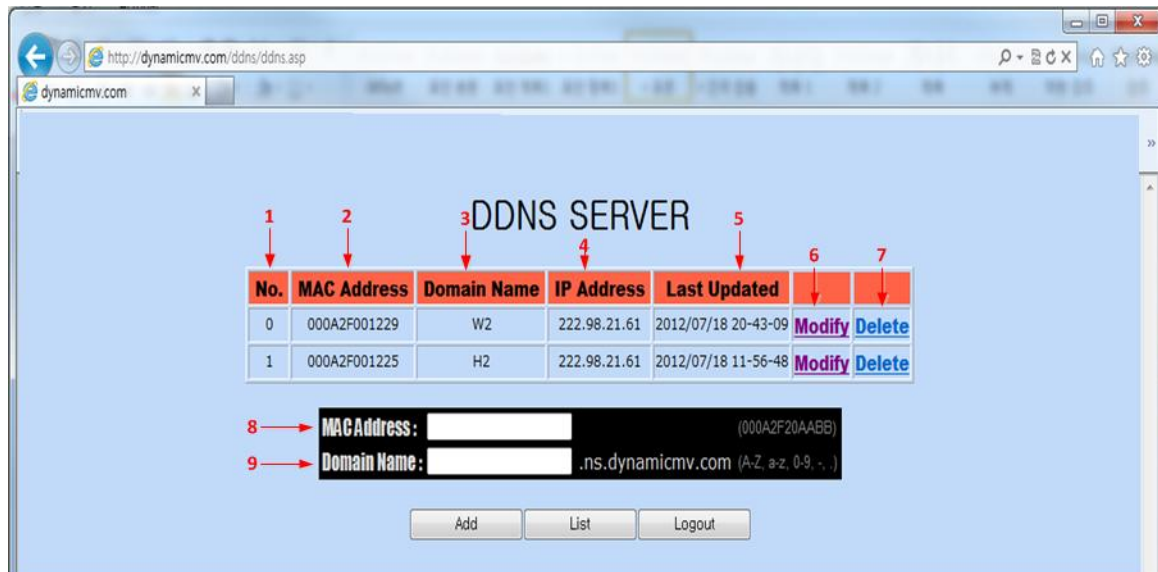 http://dynamicmv.com/ddns/ddns.asp
dynamicmv.com
DDNS SERVER
1 2 3 4 5 6 7
No. MAC Address Domain Name IP Address Last Updated
0 000A2F001229 W2 222.98.21.61 2012/07/18 20-43-09 Modify Delete
1 000A2F001225 H2 222.98.21.61 2012/07/18 11-56-48 Modify Delete
8 MAC Address : (000A2F20AABB)
9 Domain Name : .ns.dynamicmv.com (A-Z, a-z, 0-9, -, .)
Add List Logout